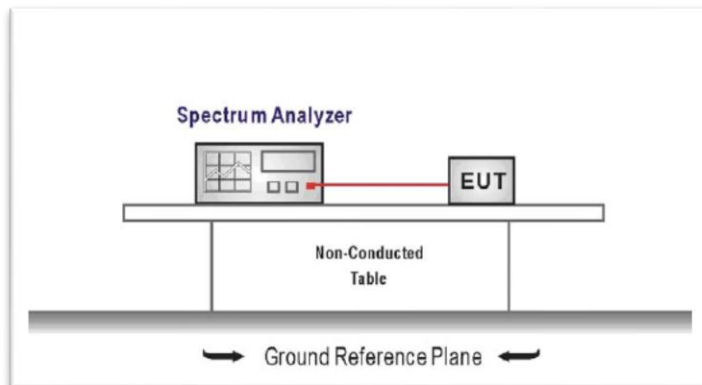 Spectrum Analyzer
EUT
Non-Conducted
Table
Ground Reference Plane